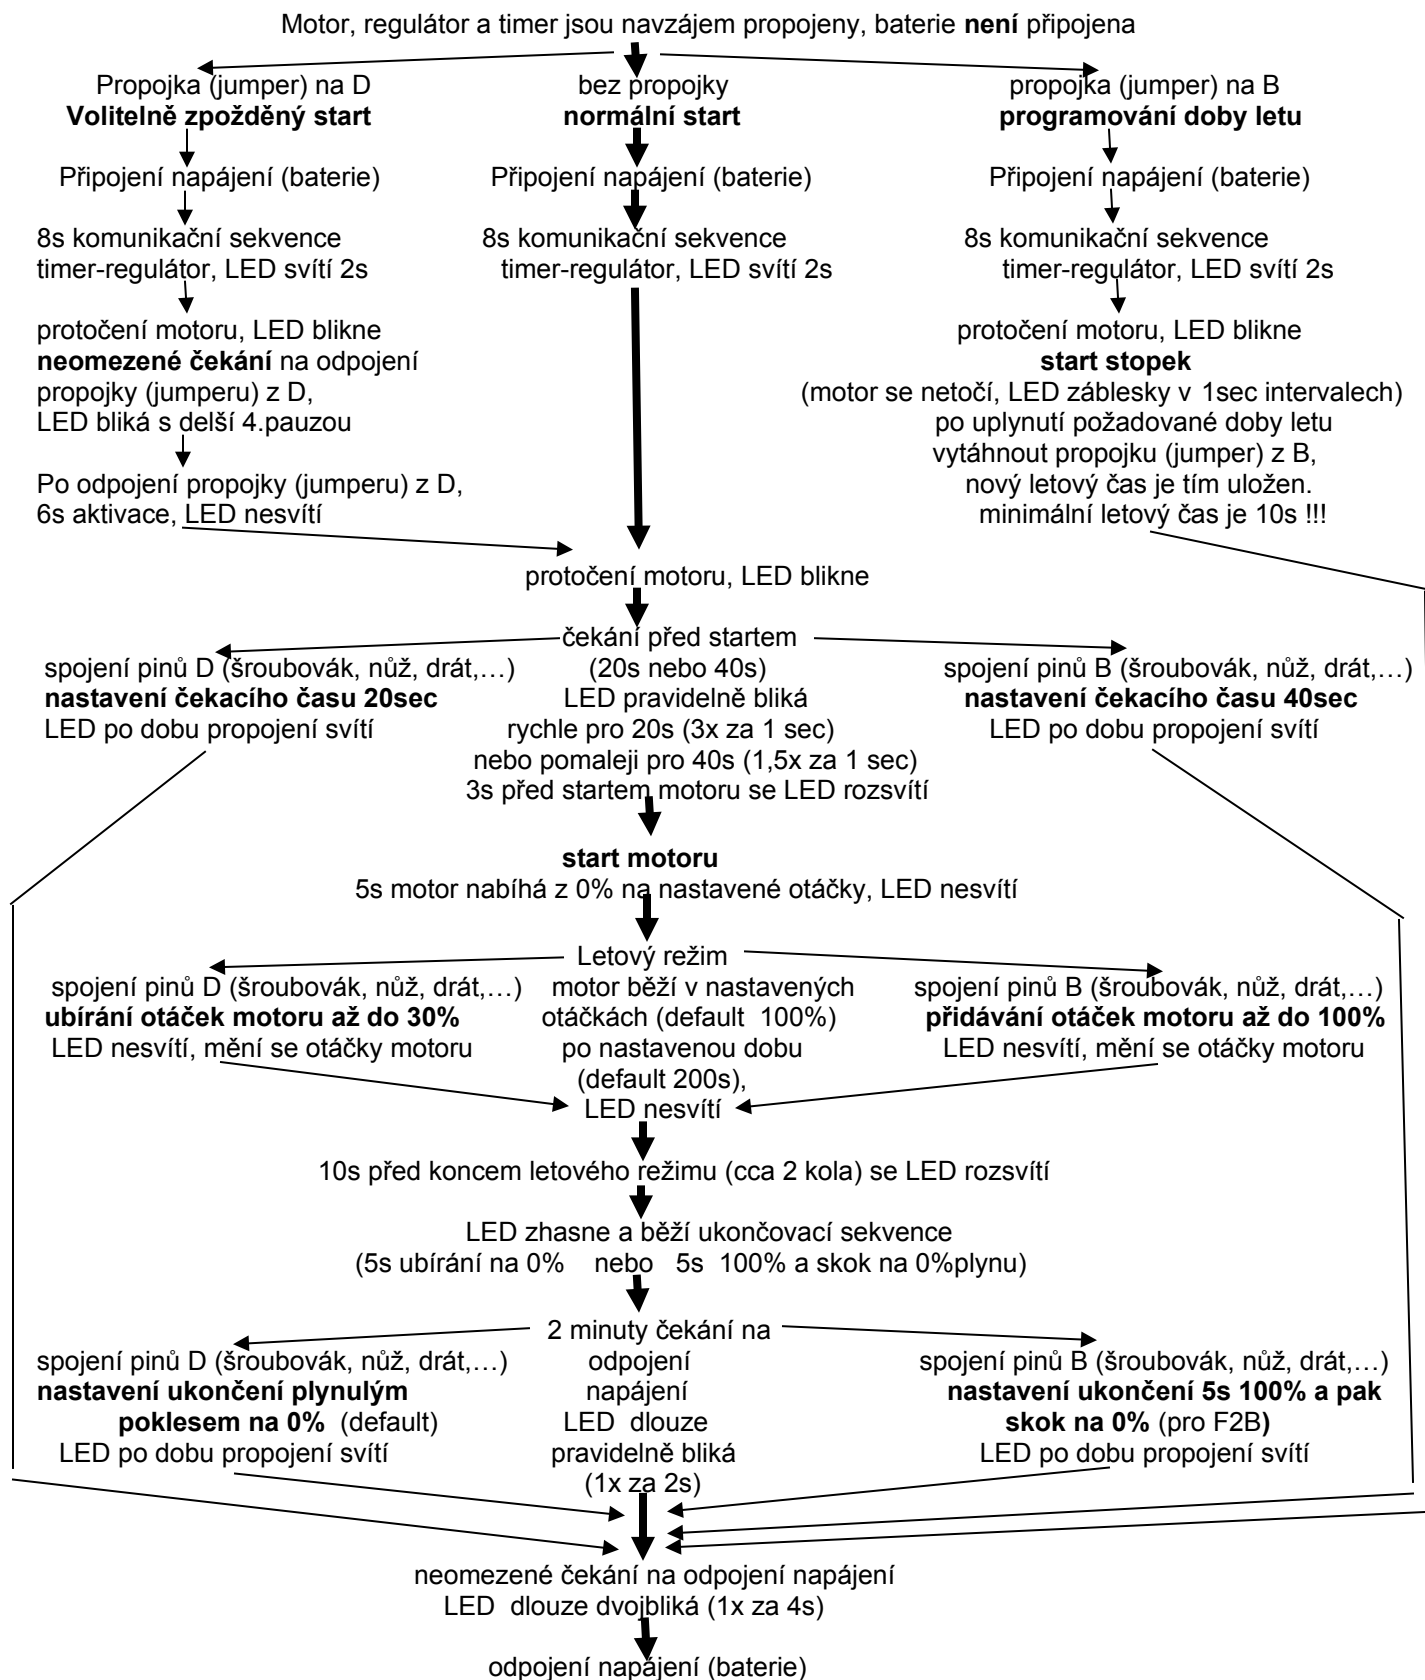 Motor, regulátor a timer jsou navzájem propojeny, baterie není připojena
Propojka (jumper) na D
Volitelně zpožděný start
bez propojky
normální start
propojka (jumper) na B
programování doby letu
Připojení napájení (baterie)
Připojení napájení (baterie)
Připojení napájení (baterie)
8s komunikační sekvence
timer-regulátor, LED svítí 2s
8s komunikační sekvence
timer-regulátor, LED svítí 2s
8s komunikační sekvence
timer-regulátor, LED svítí 2s
protočení motoru, LED blikne
neomezené čekání na odpojení
propojky (jumperu) z D,
LED bliká s delší 4.pauzou
protočení motoru, LED blikne
start stopek
(motor se netočí, LED záblesky v 1sec intervalech)
po uplynutí požadované doby letu
vytáhnout propojku (jumper) z B,
nový letový čas je tím uložen.
minimální letový čas je 10s !!!
Po odpojení propojky (jumperu) z D,
6s aktivace, LED nesvítí
protočení motoru, LED blikne
čekání před startem
(20s nebo 40s)
LED pravidelně bliká
rychle pro 20s (3x za 1 sec)
nebo pomaleji pro 40s (1,5x za 1 sec)
3s před startem motoru se LED rozsvítí
spojení pinů D (šroubovák, nůž, drát,…)
nastavení čekacího času 20sec
LED po dobu propojení svítí
spojení pinů B (šroubovák, nůž, drát,…)
nastavení čekacího času 40sec
LED po dobu propojení svítí
start motoru
5s motor nabíhá z 0% na nastavené otáčky, LED nesvítí
Letový režim
motor běží v nastavených
otáčkách (default 100%)
po nastavenou dobu
(default 200s),
LED nesvítí
spojení pinů D (šroubovák, nůž, drát,…)
ubírání otáček motoru až do 30%
LED nesvítí, mění se otáčky motoru
spojení pinů B (šroubovák, nůž, drát,…)
přidávání otáček motoru až do 100%
LED nesvítí, mění se otáčky motoru
10s před koncem letového režimu (cca 2 kola) se LED rozsvítí
LED zhasne a běží ukončovací sekvence
(5s ubírání na 0% nebo 5s 100% a skok na 0%plynu)
2 minuty čekání na
odpojení
napájení
LED dlouze
pravidelně bliká
(1x za 2s)
spojení pinů D (šroubovák, nůž, drát,…)
nastavení ukončení plynulým
poklesem na 0% (default)
LED po dobu propojení svítí
spojení pinů B (šroubovák, nůž, drát,…)
nastavení ukončení 5s 100% a pak
skok na 0% (pro F2B)
LED po dobu propojení svítí
neomezené čekání na odpojení napájení
LED dlouze dvojbliká (1x za 4s)
odpojení napájení (baterie)